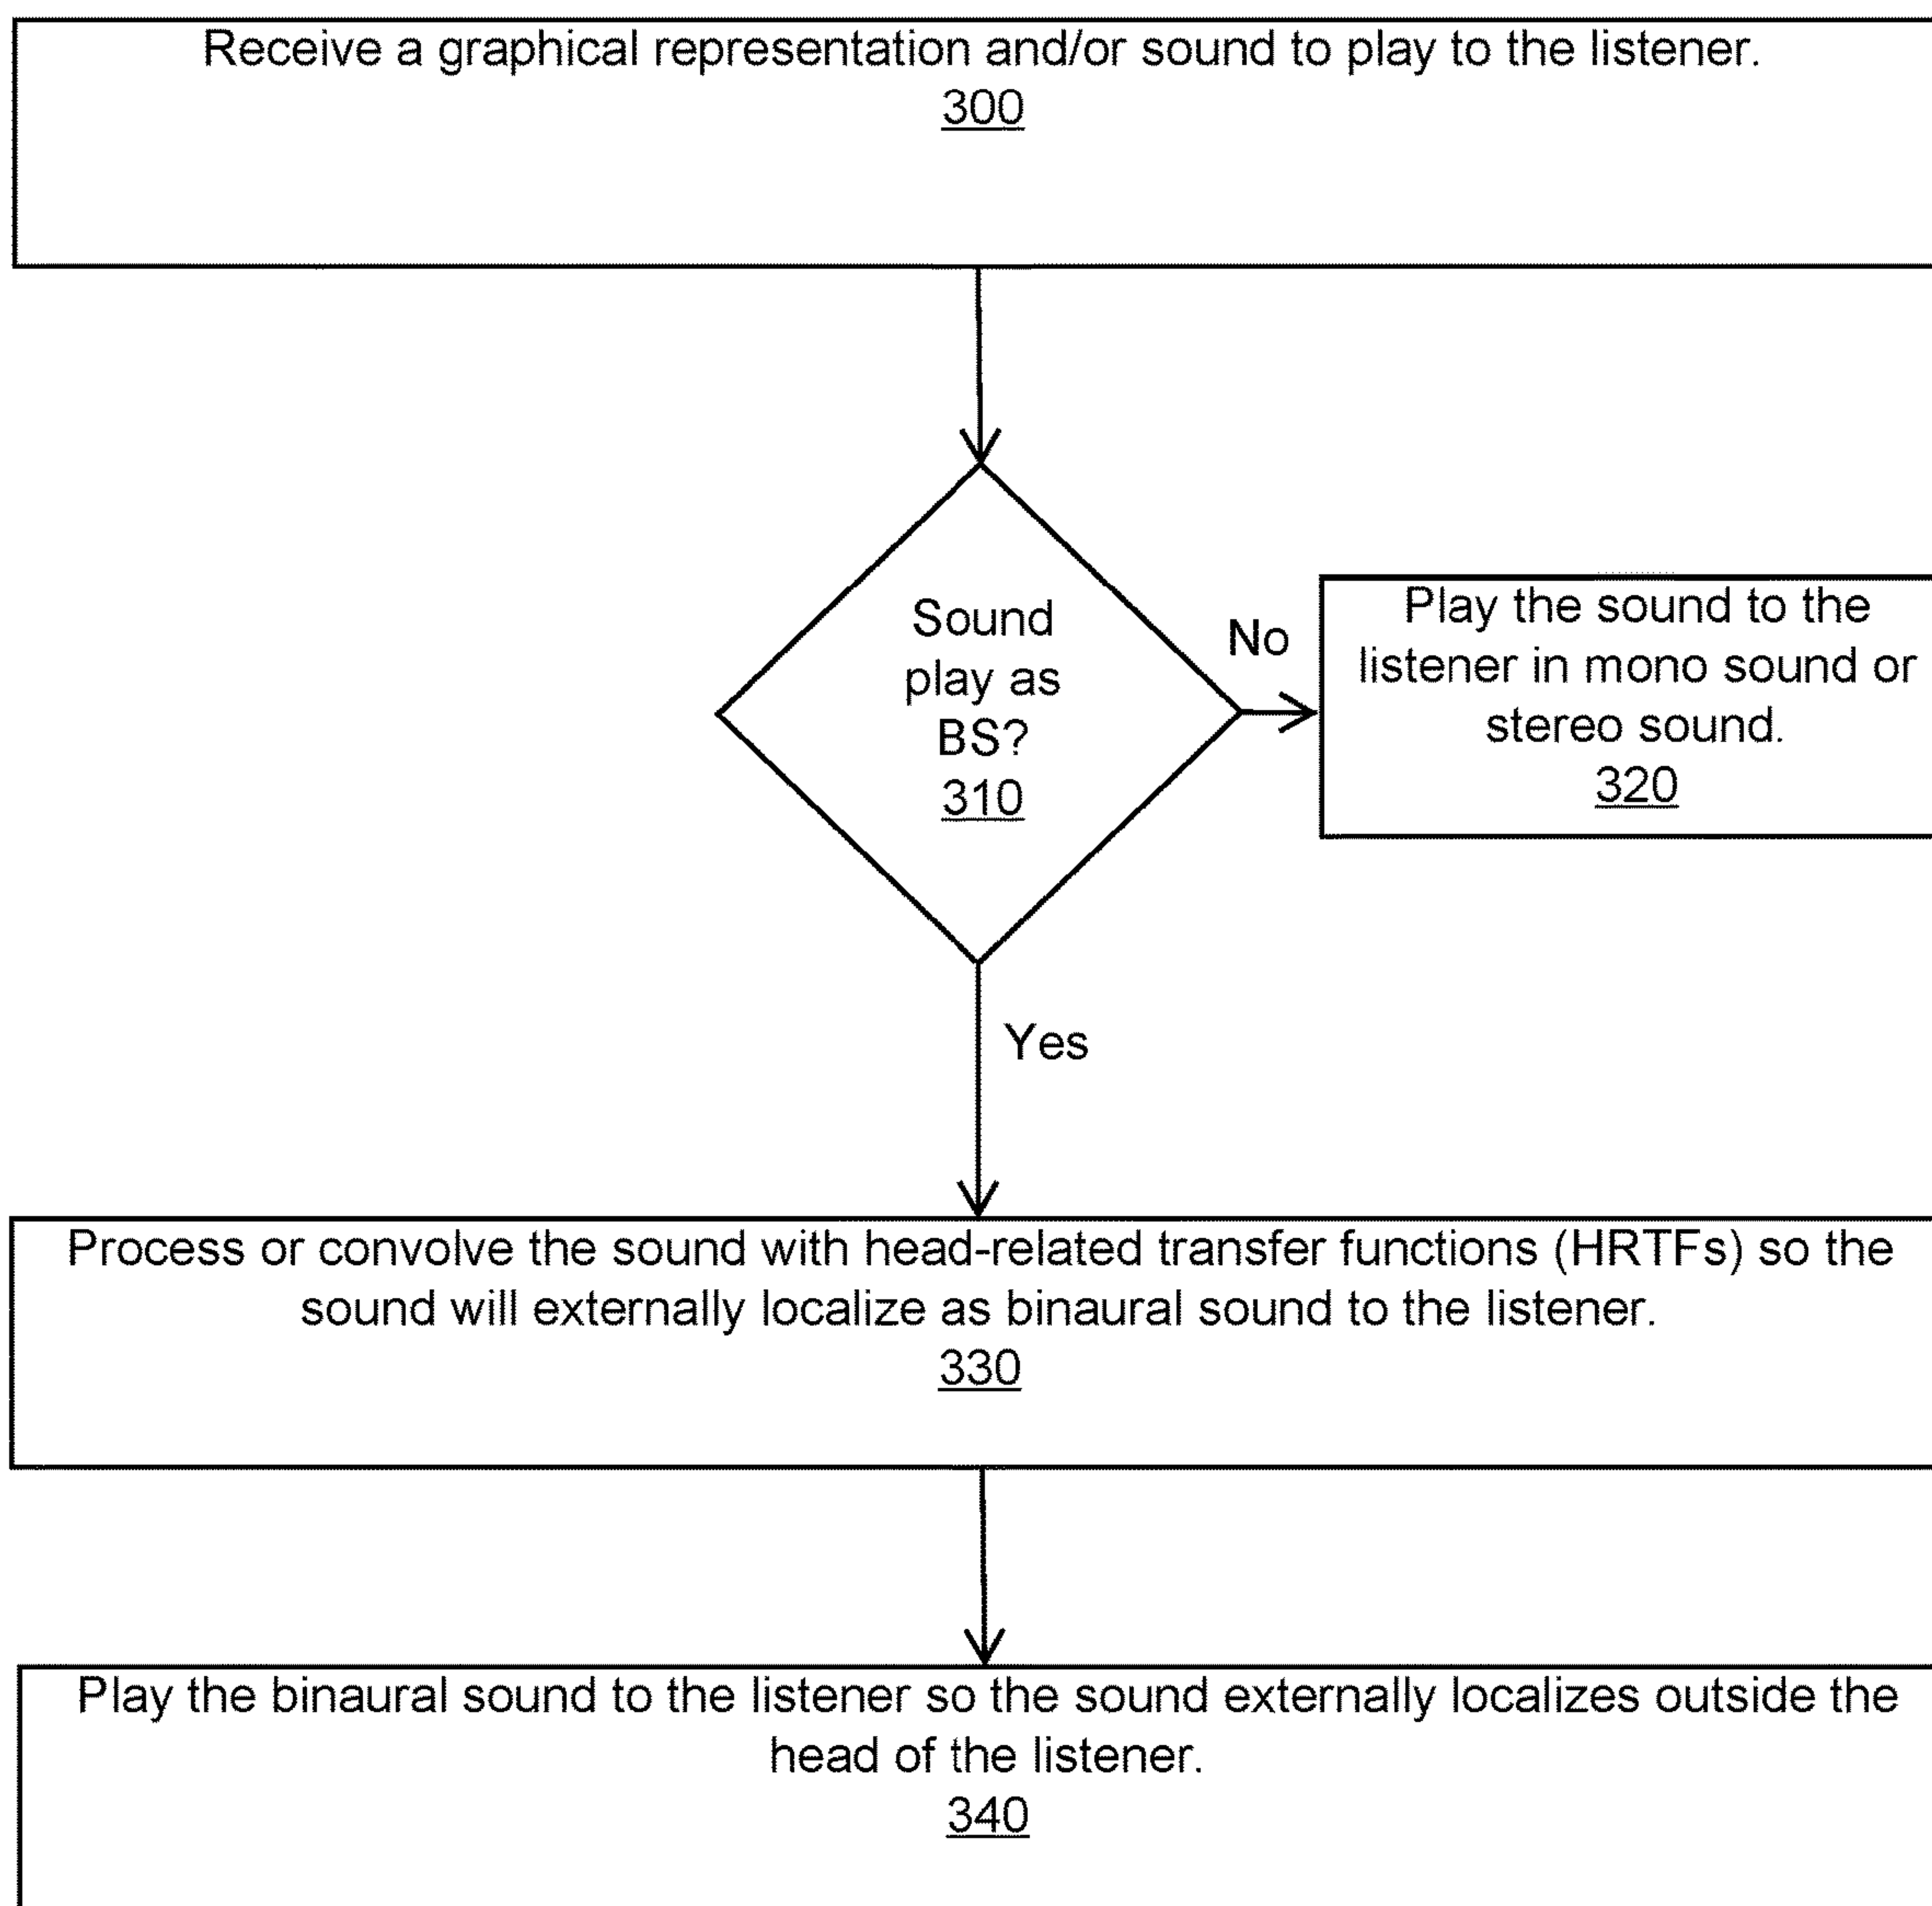 Receive a graphical representation and/or sound to play to the listener.
300
Sound
play as
BS?
310
No
Play the sound to the
listener in mono sound or
stereo sound.
320
Yes
Process or convolve the sound with head-related transfer functions (HRTFs) so the
sound will externally localize as binaural sound to the listener.
330
Play the binaural sound to the listener so the sound externally localizes outside the
head of the listener.
340